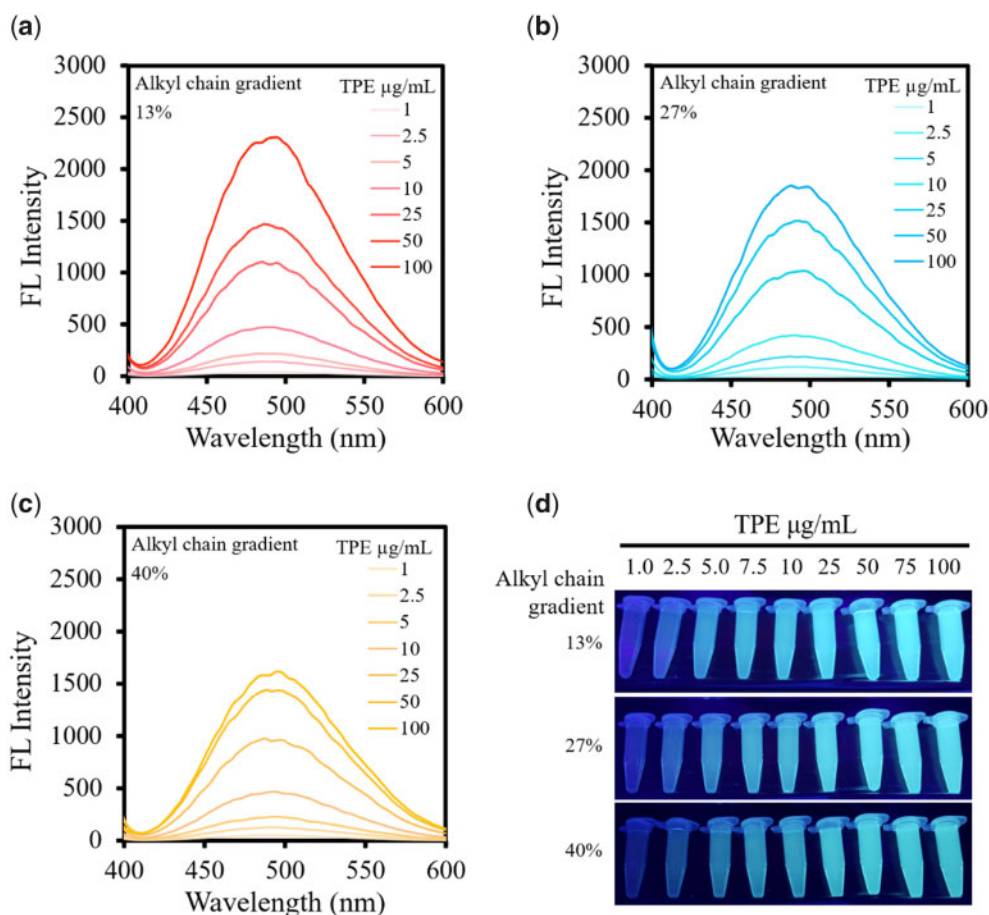 (a)
3000
2500
2000
1500
1000
500
0
FL Intensity
Alkyl chain gradient
13%
TPE µg/mL
1
2.5
5
10
25
50
100
400 450 500 550 600
Wavelength (nm)
(b)
3000
2500
2000
1500
1000
500
0
FL Intensity
Alkyl chain gradient
27%
TPE µg/mL
1
2.5
5
10
25
50
100
400 450 500 550 600
Wavelength (nm)
(c)
3000
2500
2000
1500
1000
500
0
FL Intensity
Alkyl chain gradient
40%
TPE µg/mL
1
2.5
5
10
25
50
100
400 450 500 550 600
Wavelength (nm)
(d)
TPE µg/mL
1.0 2.5 5.0 7.5 10 25 50 75 100
Alkyl chain
gradient
13%
27%
40%